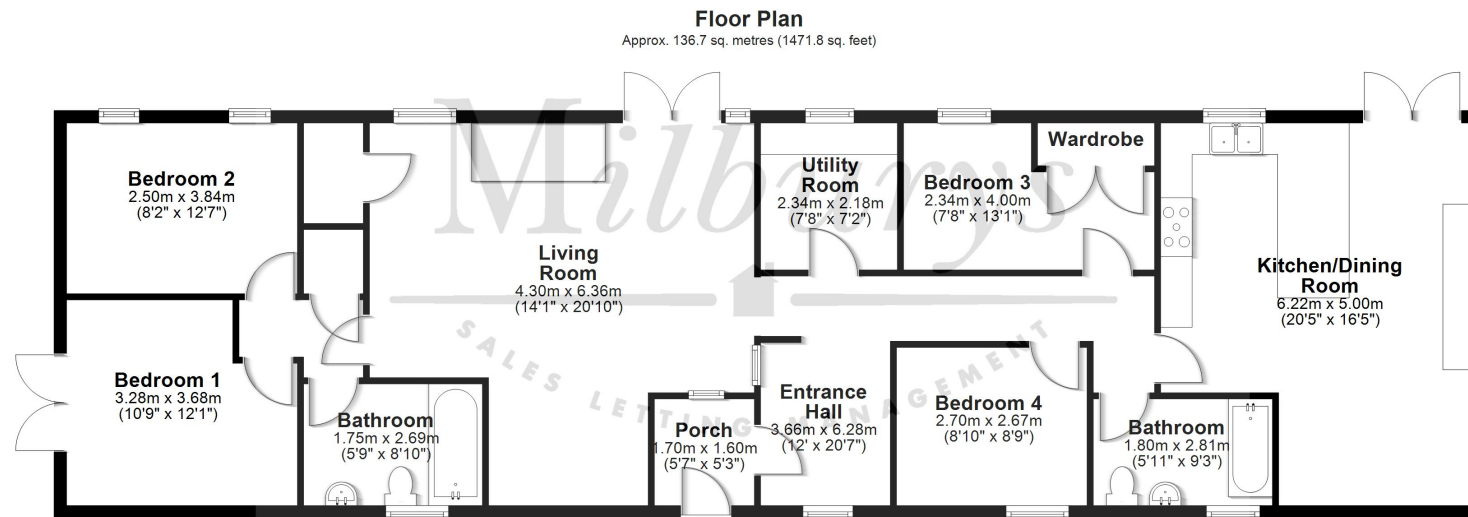 Floor Plan
Approx. 136.7 sq. metres (1471.8 sq. feet)
Bedroom 2
2.50m x 3.84m
(8'2" x 12'7")
Living
Room
4.30m x 6.36m
(14'1" x 20'10")
Utility
Room
2.34m x 2.18m
(7'8" x 7'2")
Bedroom 3
2.34m x 4.00m
(7'8" x 13'1")
Wardrobe
Kitchen/Dining
Room
6.22m x 5.00m
(20'5" x 16'5")
Bedroom 1
3.28m x 3.68m
(10'9" x 12'1")
Bathroom
1.75m x 2.69m
(5'9" x 8'10")
Porch
1.70m x 1.60m
(5'7" x 5'3")
Entrance
Hall
3.66m x 6.28m
(12' x 20'7")
Bedroom 4
2.70m x 2.67m
(8'10" x 8'9")
Bathroom
1.80m x 2.81m
(5'11" x 9'3")
Milburys
SALES LETTING MANAGEMENT